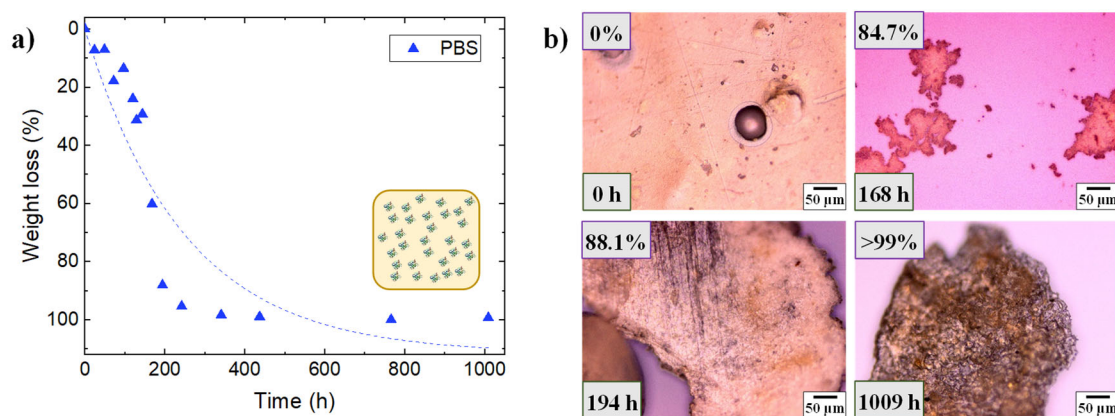 a)
Weight loss (%)
0
20
40
60
80
100
PBS
0
200
400
600
800
1000
Time (h)
b)
0%
0 h
50 µm
84.7%
168 h
50 µm
88.1%
194 h
50 µm
>99%
1009 h
50 µm